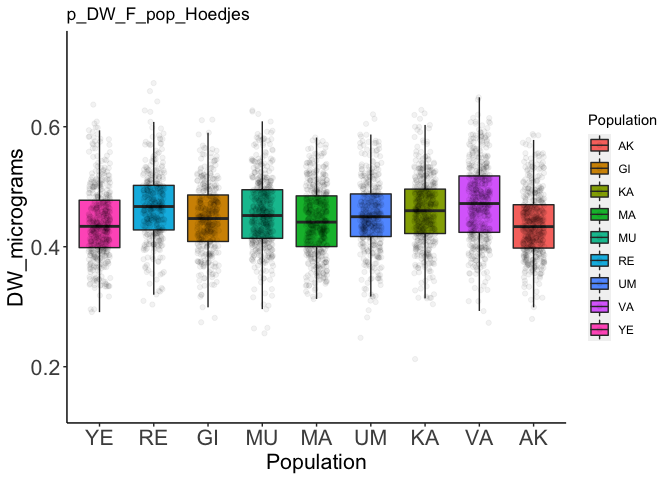 p_DW_F_pop_Hoedjes
DW_micrograms
0.6
0.4
0.2
YE RE GI MU MA UM KA VA AK
Population
Population
AK
GI
KA
MA
MU
RE
UM
VA
YE